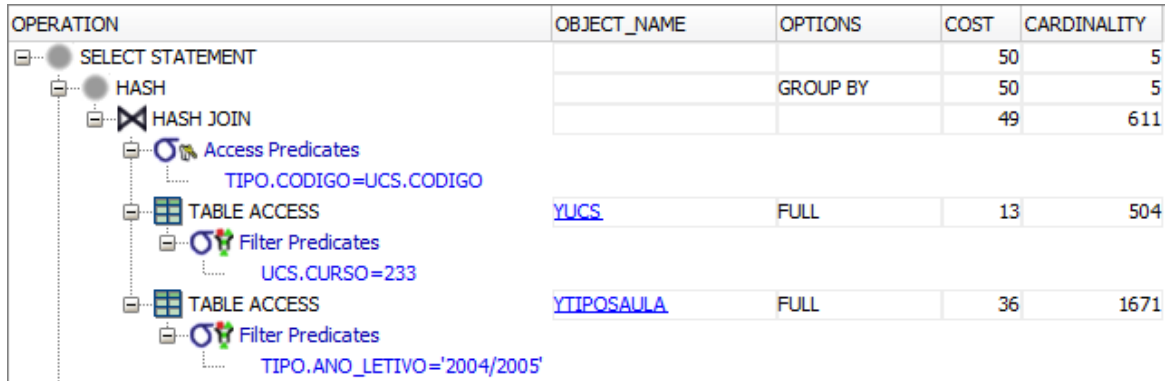 OPERATION OBJECT_NAME OPTIONS COST CARDINALITY
SELECT STATEMENT 50 5
HASH GROUP BY 50 5
HASH JOIN 49 611
Access Predicates
TIPO.CODIGO=UCS.CODIGO
TABLE ACCESS YUCS FULL 13 504
Filter Predicates
UCS.CURSO=233
TABLE ACCESS YTIPOSAULA FULL 36 1671
Filter Predicates
TIPO.ANO_LETIVO='2004/2005'